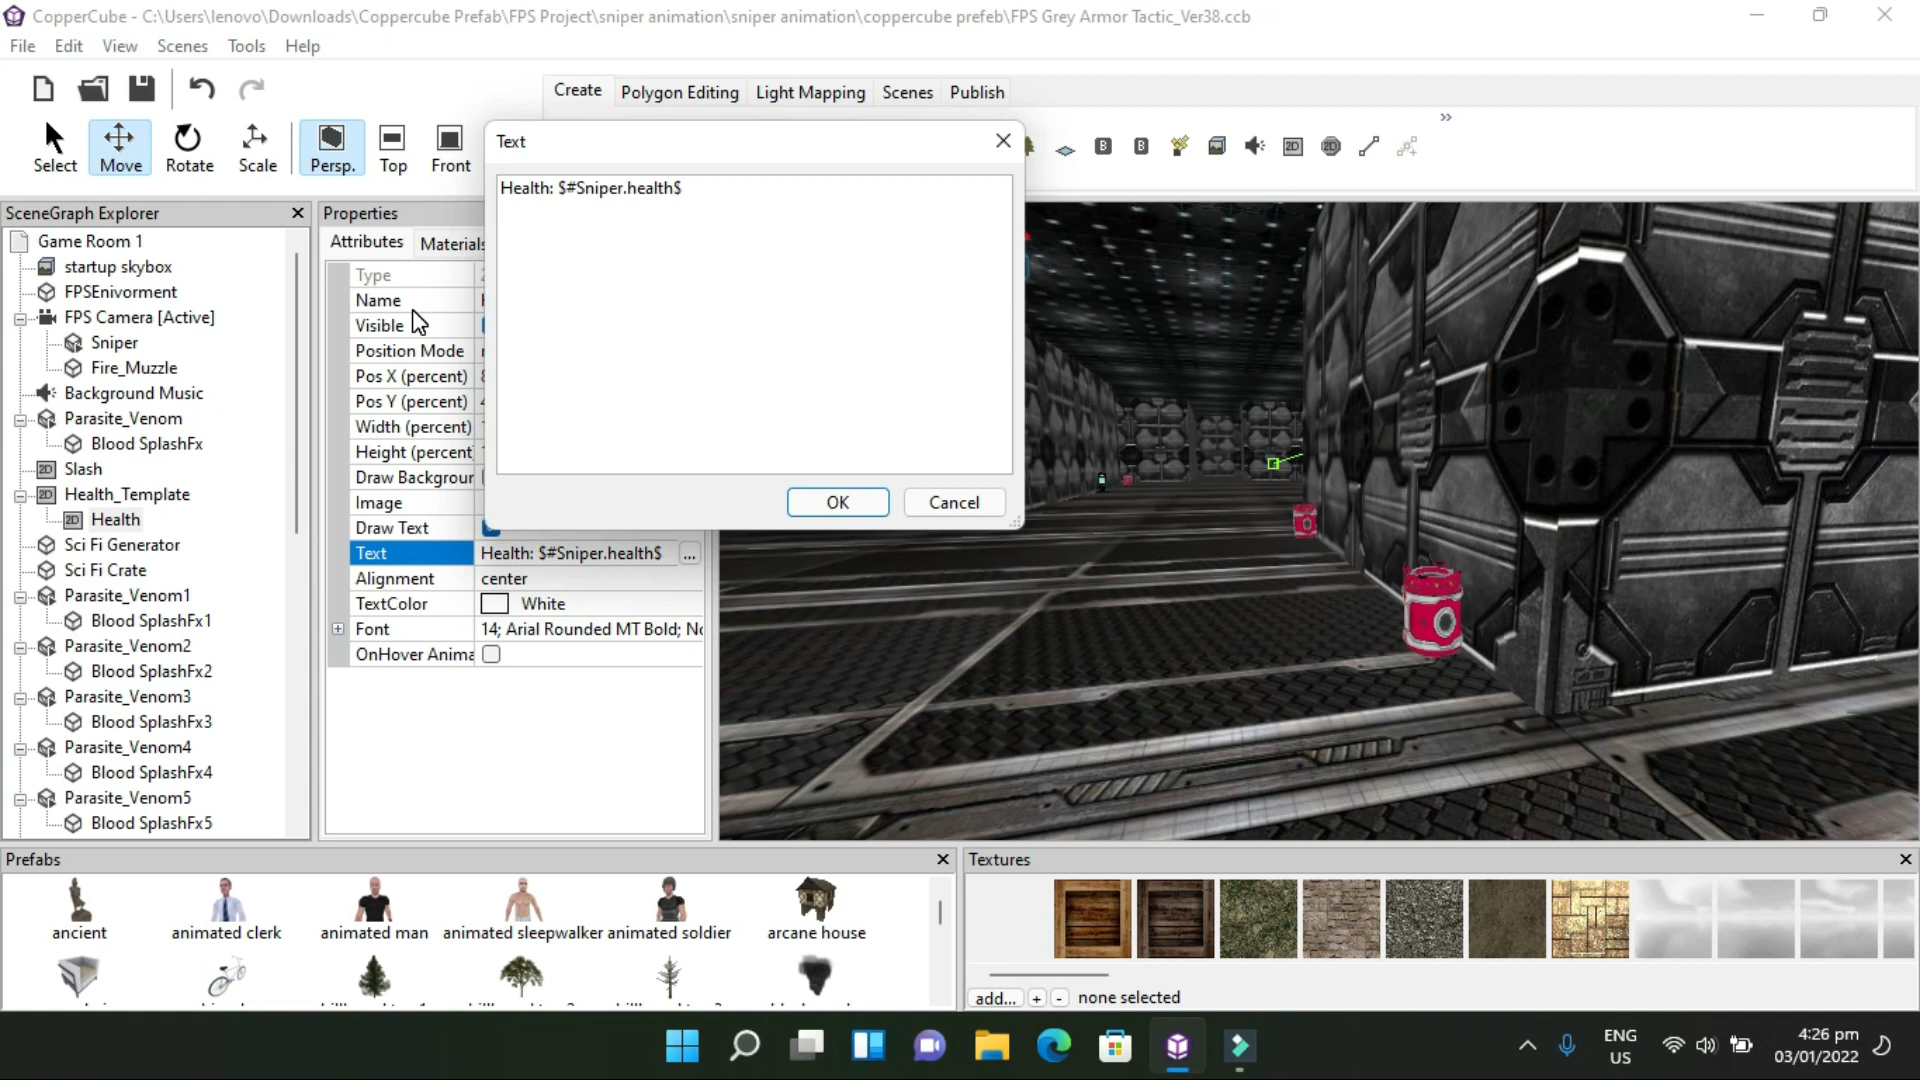 CopperCube - C:\Users\lenovo\Downloads\Coppercube Prefab\FPS Project\sniper animation\sniper animation\coppercube prefeb\FPS Grey Armor Tactic_Ver38.ccb
File Edit View Scenes Tools Help
Create Polygon Editing Light Mapping Scenes Publish
Select Move Rotate Scale Persp. Top Front
B B 2D 2D
Text
Health: $#Sniper.health$
OK Cancel
SceneGraph Explorer
Game Room 1
startup skybox
FPSEnivorment
FPS Camera [Active]
Sniper
Fire_Muzzle
Background Music
Parasite_Venom
Blood SplashFx
2D Slash
2D Health_Template
2D Health
Sci Fi Generator
Sci Fi Crate
Parasite_Venom1
Blood SplashFx1
Parasite_Venom2
Blood SplashFx2
Parasite_Venom3
Blood SplashFx3
Parasite_Venom4
Blood SplashFx4
Parasite_Venom5
Blood SplashFx5
Properties
Attributes Materials
Type
Name
Visible
Position Mode
Pos X (percent)
Pos Y (percent)
Width (percent)
Height (percent
Draw Backgrour
Image
Draw Text
Text Health: $#Sniper.health$ ...
Alignment center
TextColor White
Font 14; Arial Rounded MT Bold; No
OnHover Anima
Prefabs
ancient animated clerk animated man animated sleepwalker animated soldier arcane house
Textures
add... + - none selected
ENG
US
4:26 pm
03/01/2022